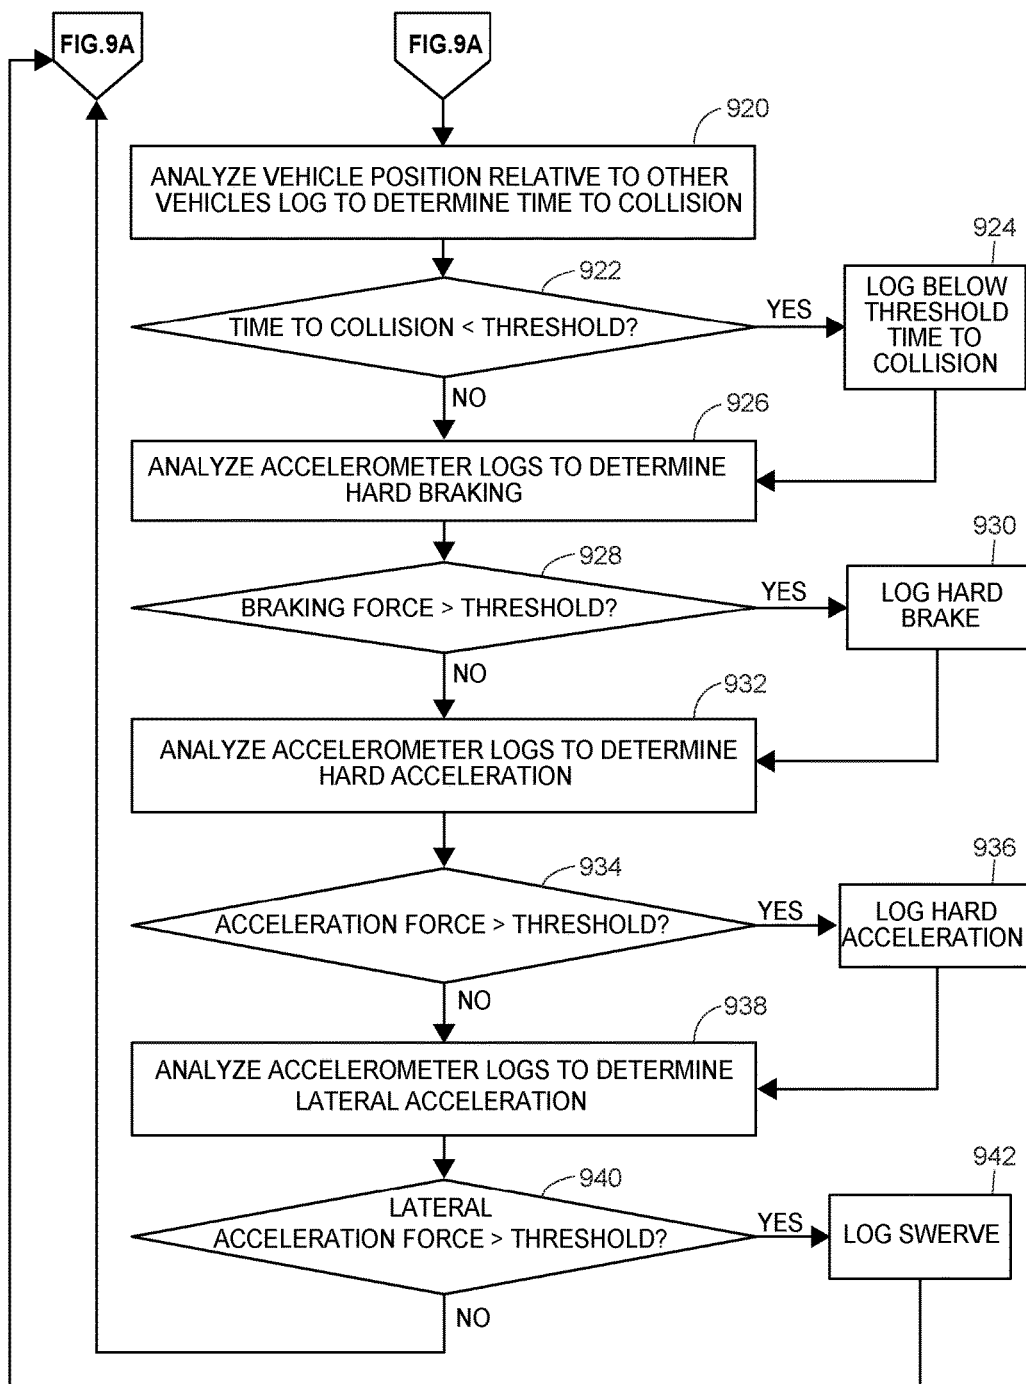 FIG.9A
FIG.9A
920
ANALYZE VEHICLE POSITION RELATIVE TO OTHER
VEHICLES LOG TO DETERMINE TIME TO COLLISION
922
TIME TO COLLISION < THRESHOLD?
YES
924
LOG BELOW
THRESHOLD
TIME TO
COLLISION
NO
926
ANALYZE ACCELEROMETER LOGS TO DETERMINE
HARD BRAKING
928
BRAKING FORCE > THRESHOLD?
YES
930
LOG HARD
BRAKE
NO
932
ANALYZE ACCELEROMETER LOGS TO DETERMINE
HARD ACCELERATION
934
ACCELERATION FORCE > THRESHOLD?
YES
936
LOG HARD
ACCELERATION
NO
938
ANALYZE ACCELEROMETER LOGS TO DETERMINE
LATERAL ACCELERATION
940
LATERAL
ACCELERATION FORCE > THRESHOLD?
YES
942
LOG SWERVE
NO